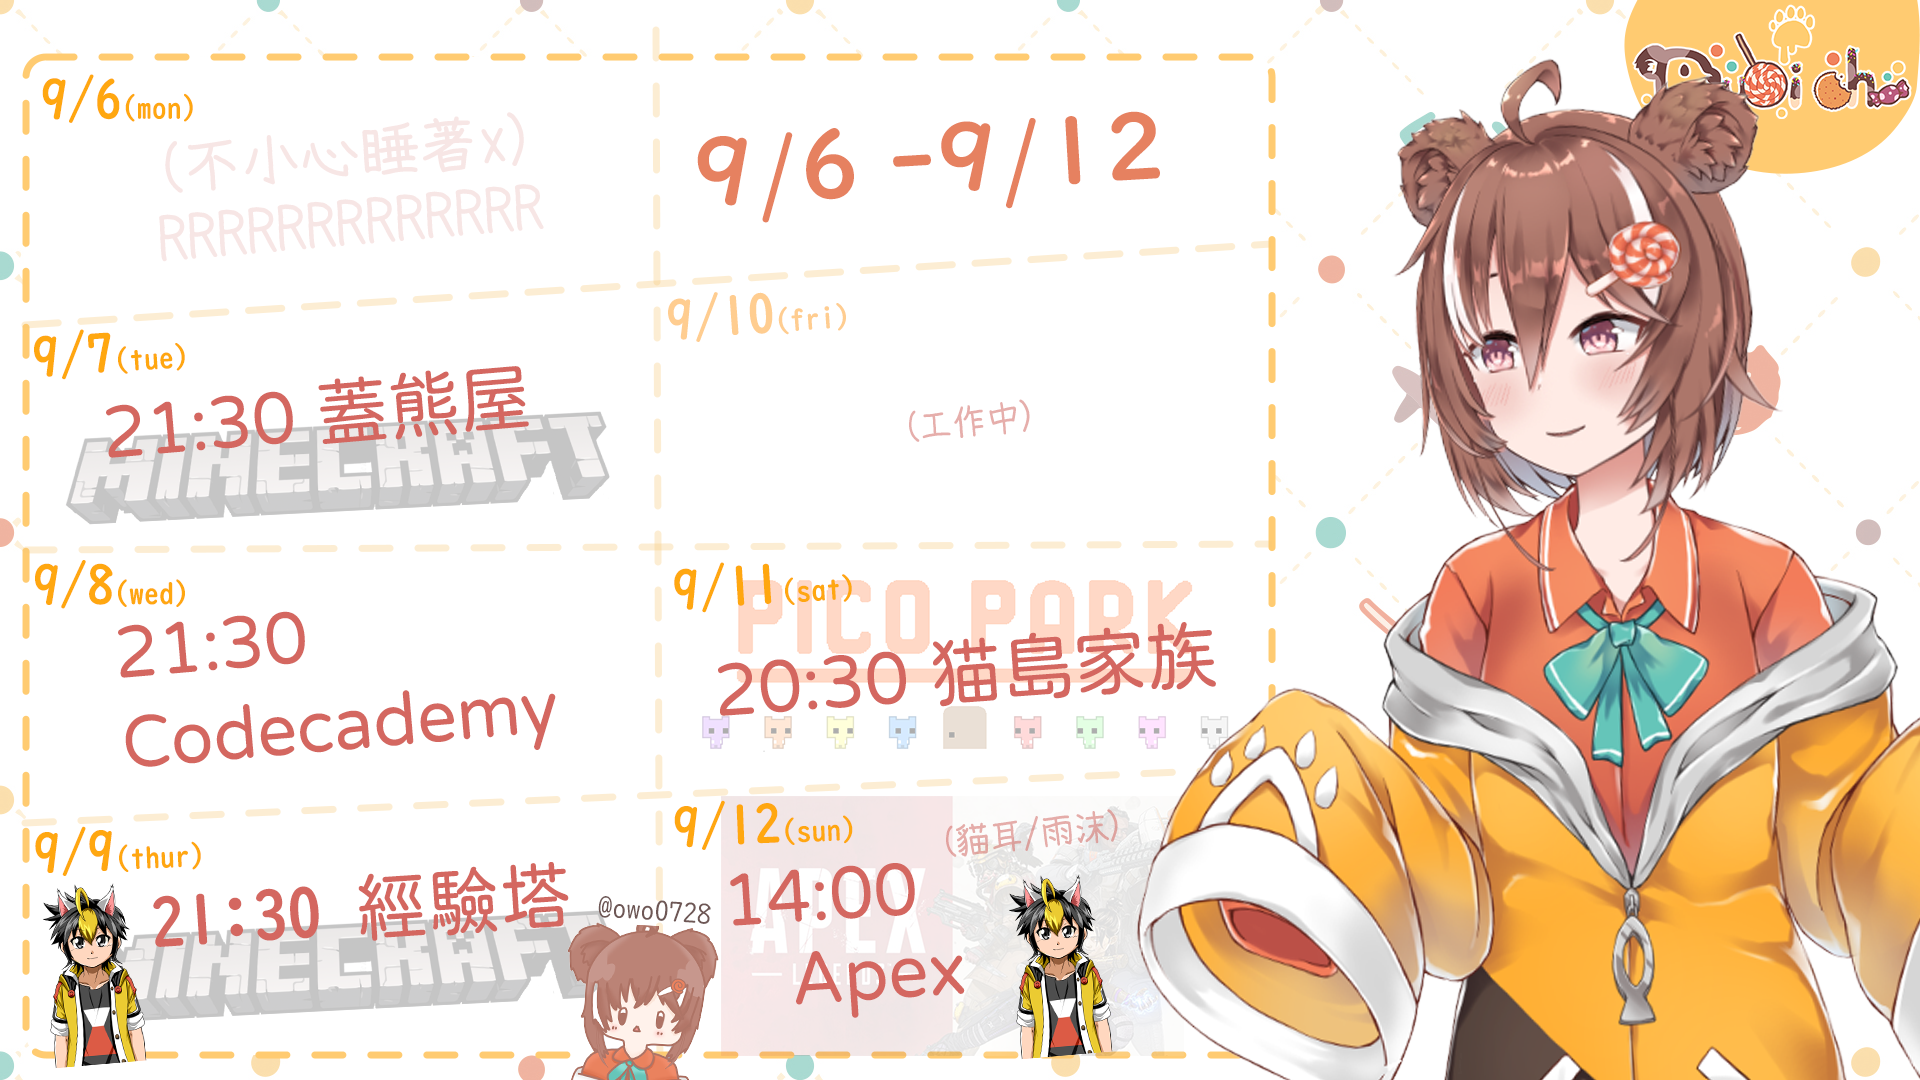 9/6(mon)
(不小心睡著x)
RRRRRRRRRRRRR
9/6 -9/12
9/7(tue)
21:30 蓋熊屋
MINECRAFT
9/8(wed)
21:30
Codecademy
9/9(thur)
21:30 經驗塔
MINECRAFT
@owo0728
9/10(fri)
(工作中)
9/11(sat)
PICO PARK
20:30 猫島家族
9/12(sun)
(貓耳/雨沫)
14:00
APEX
Apex